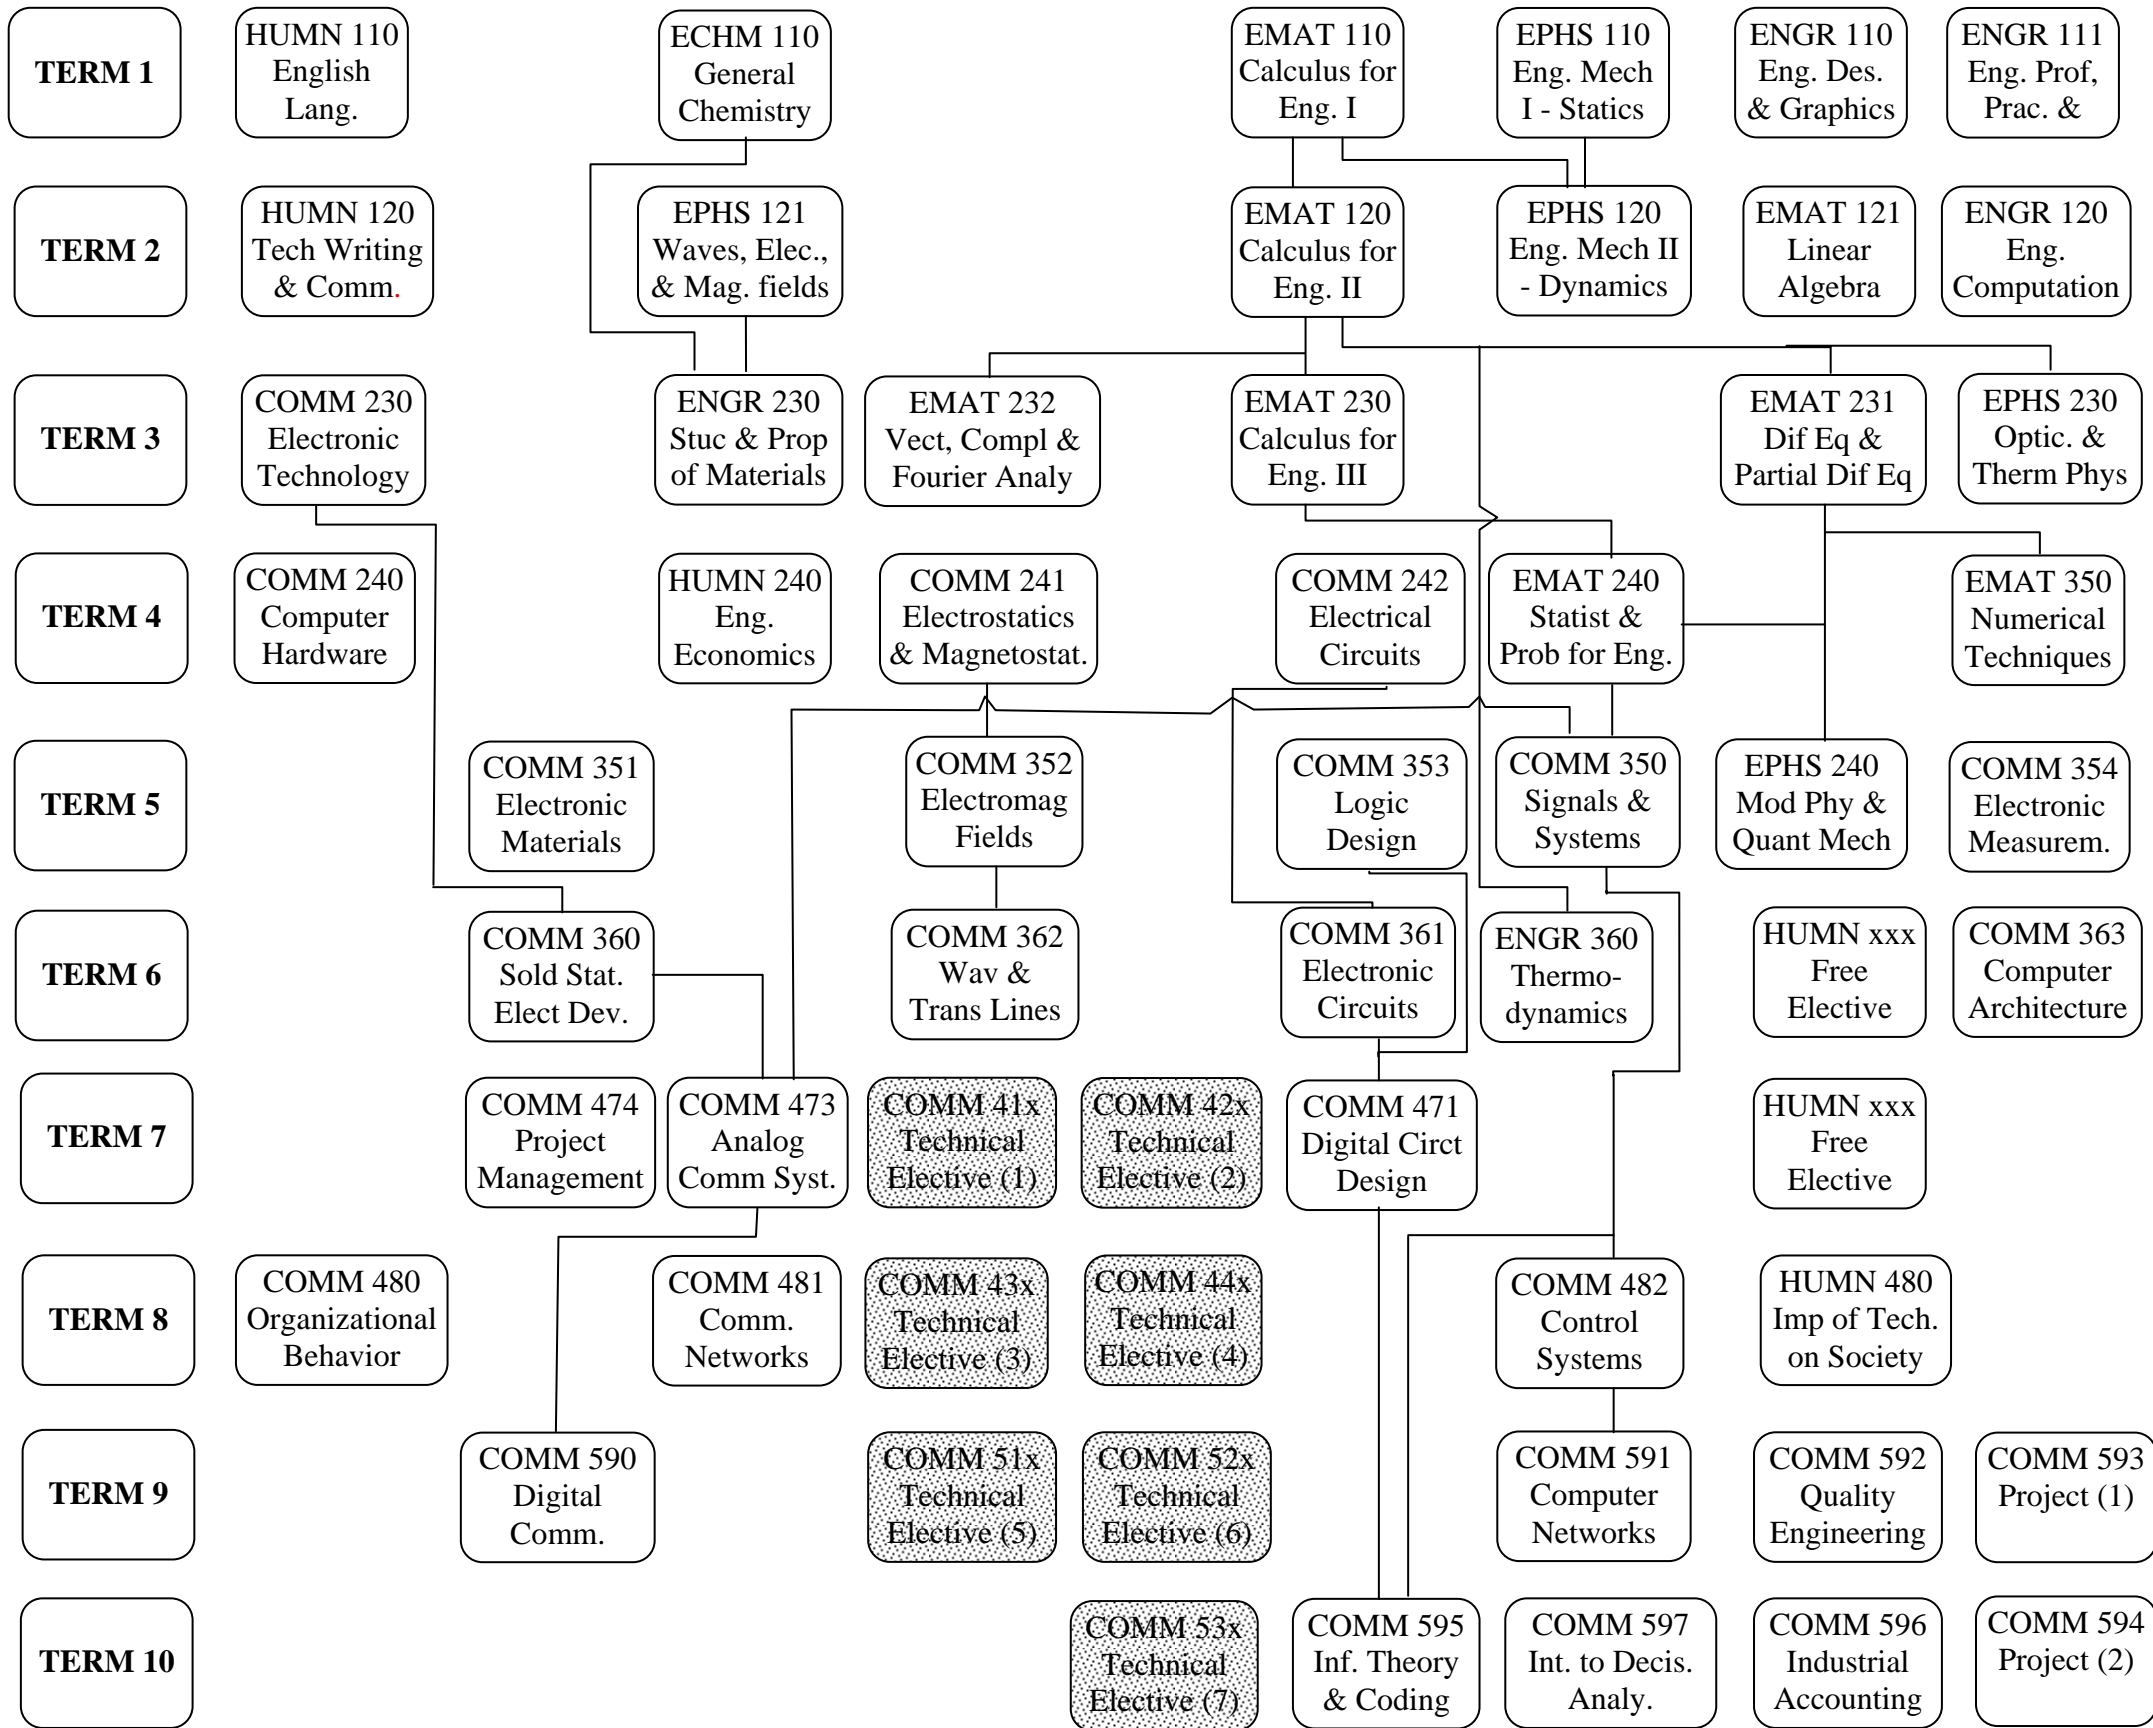 TERM 1
HUMN 110
English
Lang.
ECHM 110
General
Chemistry
EMAT 110
Calculus for
Eng. I
EPHS 110
Eng. Mech
I - Statics
ENGR 110
Eng. Des.
& Graphics
ENGR 111
Eng. Prof,
Prac. &
TERM 2
HUMN 120
Tech Writing
& Comm.
EPHS 121
Waves, Elec.,
& Mag. fields
EMAT 120
Calculus for
Eng. II
EPHS 120
Eng. Mech II
- Dynamics
EMAT 121
Linear
Algebra
ENGR 120
Eng.
Computation
TERM 3
COMM 230
Electronic
Technology
ENGR 230
Stuc & Prop
of Materials
EMAT 232
Vect, Compl &
Fourier Analy
EMAT 230
Calculus for
Eng. III
EMAT 231
Dif Eq &
Partial Dif Eq
EPHS 230
Optic. &
Therm Phys
TERM 4
COMM 240
Computer
Hardware
HUMN 240
Eng.
Economics
COMM 241
Electrostatics
& Magnetostat.
COMM 242
Electrical
Circuits
EMAT 240
Statist &
Prob for Eng.
EMAT 350
Numerical
Techniques
TERM 5
COMM 351
Electronic
Materials
COMM 352
Electromag
Fields
COMM 353
Logic
Design
COMM 350
Signals &
Systems
EPHS 240
Mod Phy &
Quant Mech
COMM 354
Electronic
Measurem.
TERM 6
COMM 360
Sold Stat.
Elect Dev.
COMM 362
Wav &
Trans Lines
COMM 361
Electronic
Circuits
ENGR 360
Thermo-
dynamics
HUMN xxx
Free
Elective
COMM 363
Computer
Architecture
TERM 7
COMM 474
Project
Management
COMM 473
Analog
Comm Syst.
COMM 41x
Technical
Elective (1)
COMM 42x
Technical
Elective (2)
COMM 471
Digital Circt
Design
HUMN xxx
Free
Elective
TERM 8
COMM 480
Organizational
Behavior
COMM 481
Comm.
Networks
COMM 43x
Technical
Elective (3)
COMM 44x
Technical
Elective (4)
COMM 482
Control
Systems
HUMN 480
Imp of Tech.
on Society
TERM 9
COMM 590
Digital
Comm.
COMM 51x
Technical
Elective (5)
COMM 52x
Technical
Elective (6)
COMM 591
Computer
Networks
COMM 592
Quality
Engineering
COMM 593
Project (1)
TERM 10
COMM 53x
Technical
Elective (7)
COMM 595
Inf. Theory
& Coding
COMM 597
Int. to Decis.
Analy.
COMM 596
Industrial
Accounting
COMM 594
Project (2)